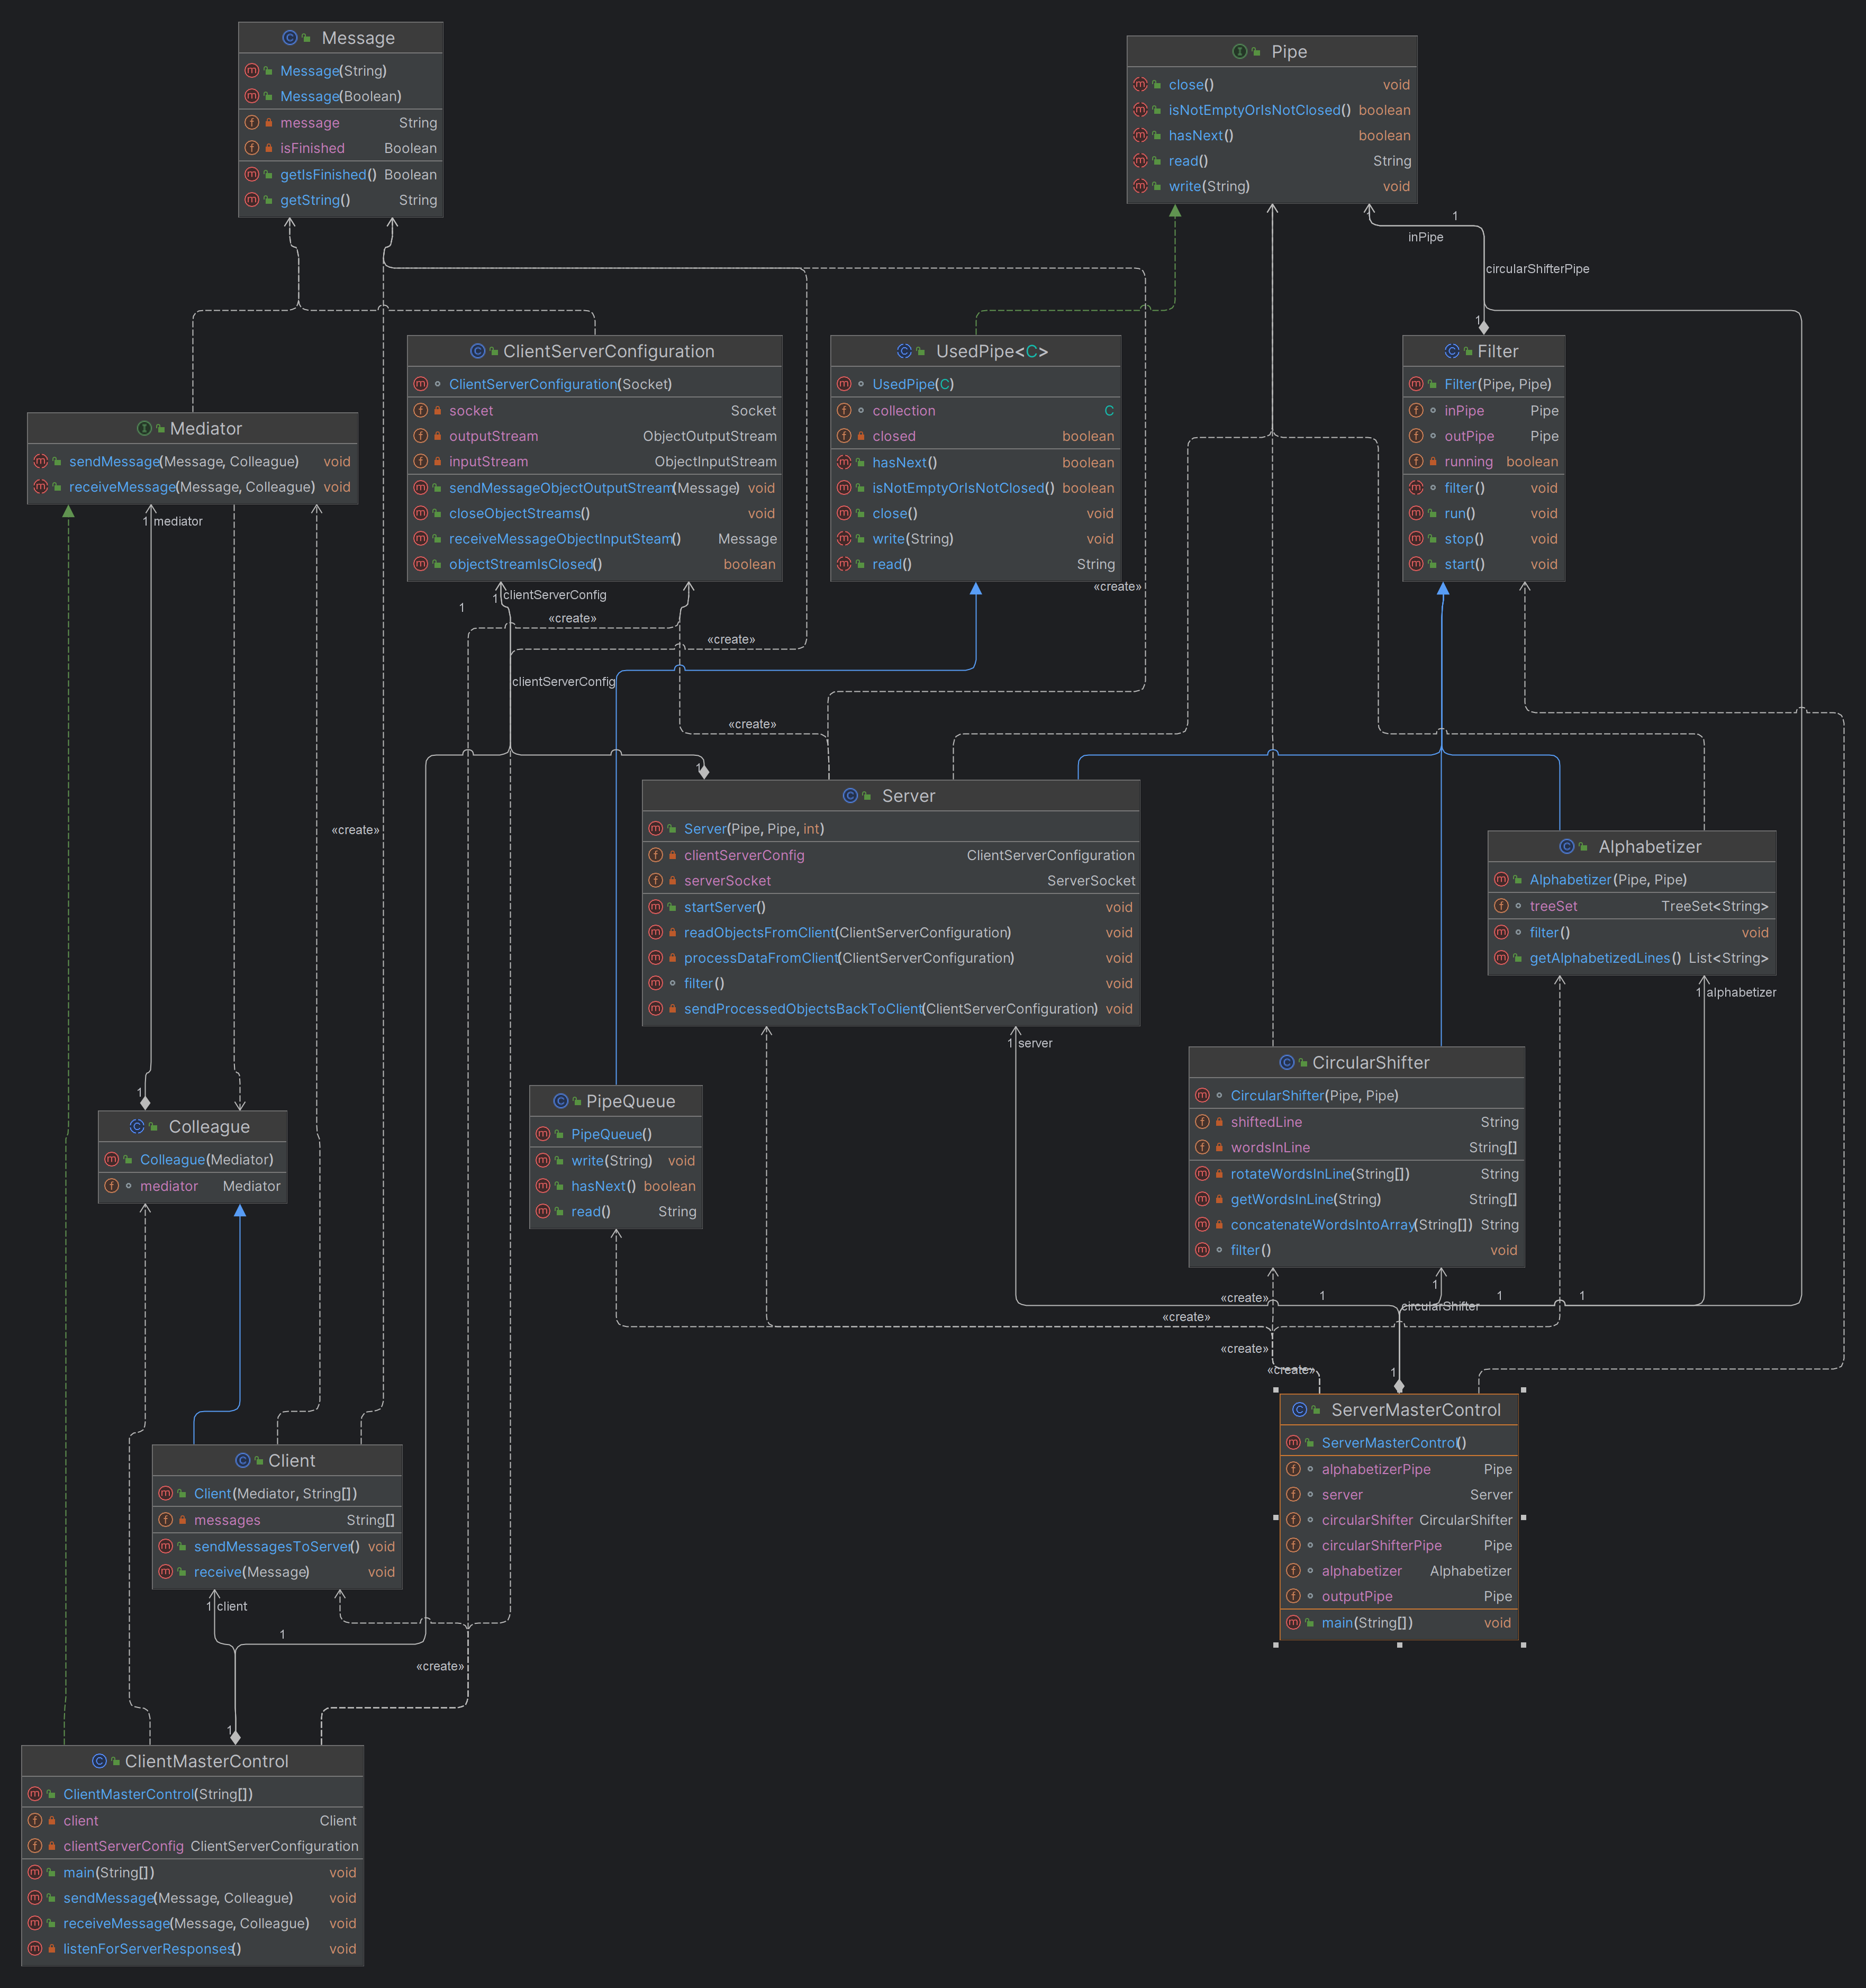 Message
Message(String)
Message(Boolean)
message String
isFinished Boolean
getIsFinished() Boolean
getString() String
Pipe
close() void
isNotEmptyOrIsNotClosed() boolean
hasNext() boolean
read() String
write(String) void
1
inPipe
circularShifterPipe
1
ClientServerConfiguration
ClientServerConfiguration(Socket)
socket Socket
outputStream ObjectOutputStream
inputStream ObjectInputStream
sendMessageObjectOutputStream(Message) void
closeObjectStreams() void
receiveMessageObjectInputSteam() Message
objectStreamIsClosed() boolean
UsedPipe<C>
UsedPipe(C)
collection C
closed boolean
hasNext() boolean
isNotEmptyOrIsNotClosed() boolean
close() void
write(String) void
read() String
Filter
Filter(Pipe, Pipe)
inPipe Pipe
outPipe Pipe
running boolean
filter() void
run() void
stop() void
start() void
Mediator
sendMessage(Message, Colleague) void
receiveMessage(Message, Colleague) void
1 mediator
«create»
1 clientServerConfig
1
«create»
«create»
clientServerConfig
«create»
1
«create»
Server
Server(Pipe, Pipe, int)
clientServerConfig ClientServerConfiguration
serverSocket ServerSocket
startServer() void
readObjectsFromClient(ClientServerConfiguration) void
processDataFromClient(ClientServerConfiguration) void
filter() void
sendProcessedObjectsBackToClient(ClientServerConfiguration) void
1 server
Alphabetizer
Alphabetizer(Pipe, Pipe)
treeSet TreeSet<String>
filter() void
getAlphabetizedLines() List<String>
1 alphabetizer
CircularShifter
CircularShifter(Pipe, Pipe)
shiftedLine String
wordsInLine String[]
rotateWordsInLine(String[]) String
getWordsInLine(String) String[]
concatenateWordsIntoArray(String[]) String
filter() void
1
Colleague
Colleague(Mediator)
mediator Mediator
PipeQueue
PipeQueue()
write(String) void
hasNext() boolean
read() String
1
«create» 1 circularShifter 1 1
«create»
«create»
«create»
1
ServerMasterControl
ServerMasterControl()
alphabetizerPipe Pipe
server Server
circularShifter CircularShifter
circularShifterPipe Pipe
alphabetizer Alphabetizer
outputPipe Pipe
main(String[]) void
Client
Client(Mediator, String[])
messages String[]
sendMessagesToServer() void
receive(Message) void
1 client
1
«create»
1
ClientMasterControl
ClientMasterControl(String[])
client Client
clientServerConfig ClientServerConfiguration
main(String[]) void
sendMessage(Message, Colleague) void
receiveMessage(Message, Colleague) void
listenForServerResponses() void